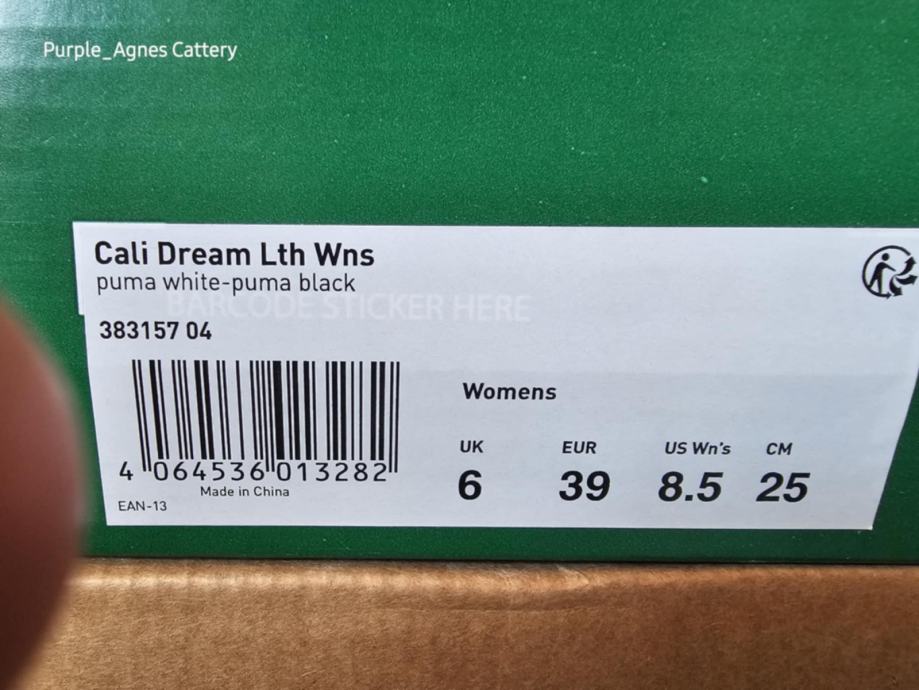 Purple_Agnes Cattery
Cali Dream Lth Wns
puma white-puma black
BARCODE STICKER HERE
383157 04
4 064536 013282
Made in China
EAN-13
Womens
UK EUR US Wn's CM
6 39 8.5 25